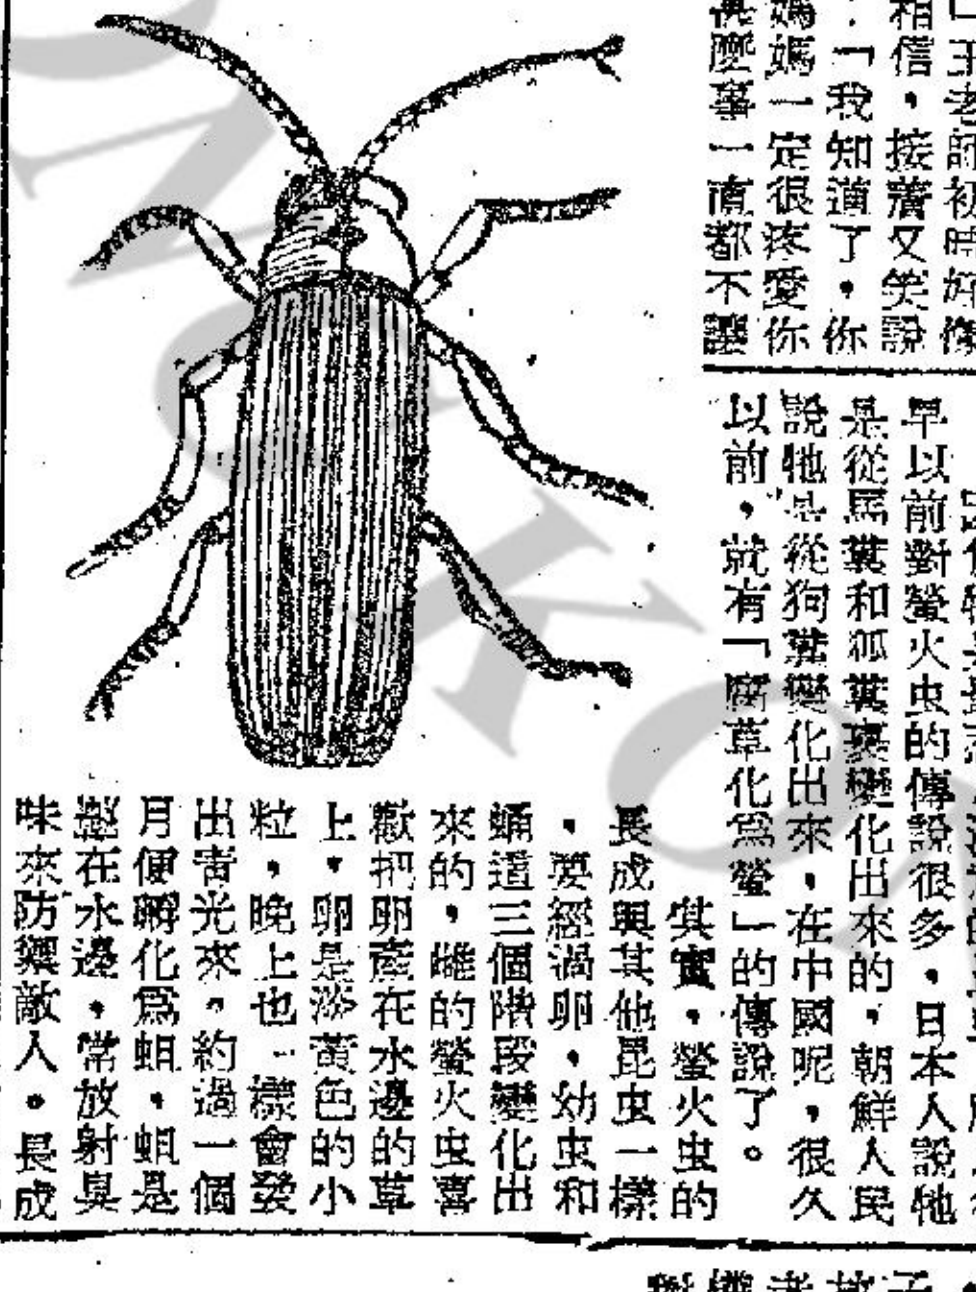 相信，接着又笑說
：「我知道了，你
媽媽一定很疼愛你
麼事一直都不讓
早以前對螢火虫的傳說很多，日本人說牠
是從馬糞和狐糞裏變化出來的，朝鮮人民
說牠是從狗糞變化出來，在中國呢，很久
以前，就有「腐草化爲螢」的傳說了。
其實，螢火虫的
長成與其他昆虫一樣
，要經過卵，幼虫和
蛹這三個階段變化出
來的，雌的螢火虫喜
歡把卵產在水邊的草
上，卵是淡黃色的小
粒，晚上也一樣會發
出靑光來。約過一個
月便孵化爲蛆，蛆是
在水邊，常放射臭
味來防禦敵人。長成